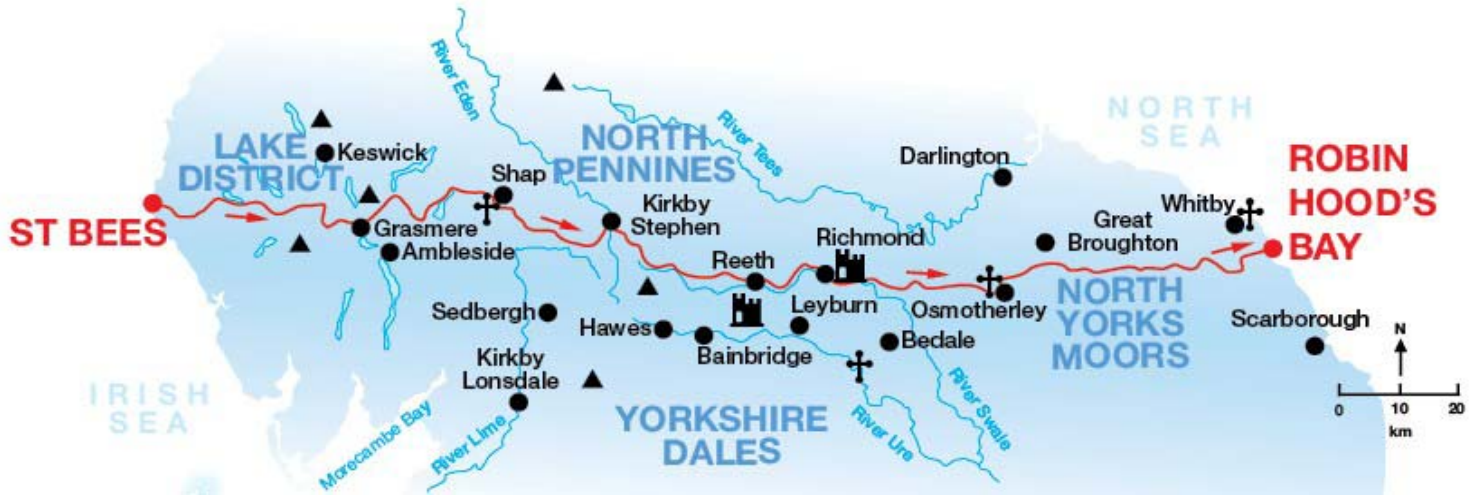 NORTH
SEA
River Eden
NORTH
PENNINES
River Tees
LAKE
DISTRICT
Keswick
Darlington
ROBIN
HOOD'S
BAY
Shap
Kirkby
Stephen
Whitby
ST BEES
Grasmere
Ambleside
Great
Broughton
Richmond
Reeth
Sedbergh
Hawes
Leyburn
Bainbridge
Osmotherley
Bedale
NORTH
YORKS
MOORS
Scarborough
N
0 10 20
km
Kirkby
Lonsdale
IRISH
SEA
Morecambe Bay
River Lime
YORKSHIRE
DALES
River Ure
River Swale